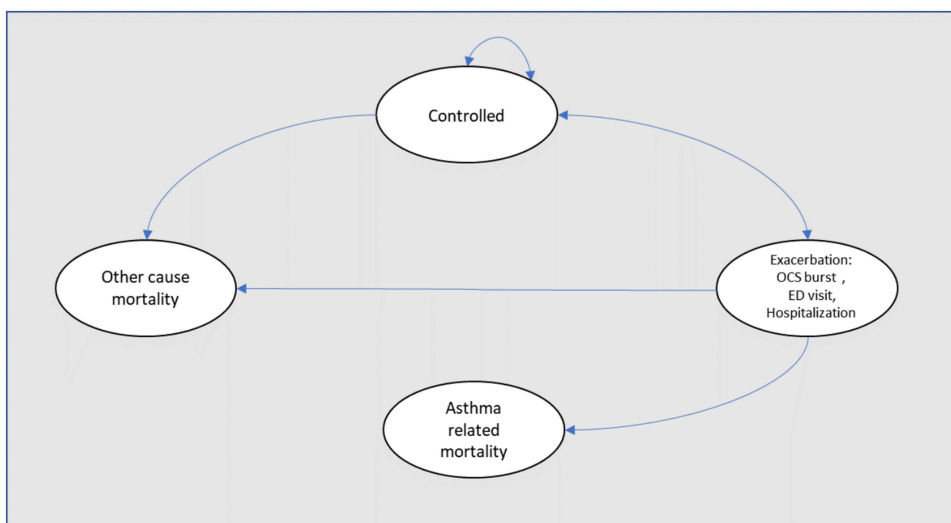 Controlled
Other cause
mortality
Exacerbation:
OCS burst ,
ED visit,
Hospitalization
Asthma
related
mortality